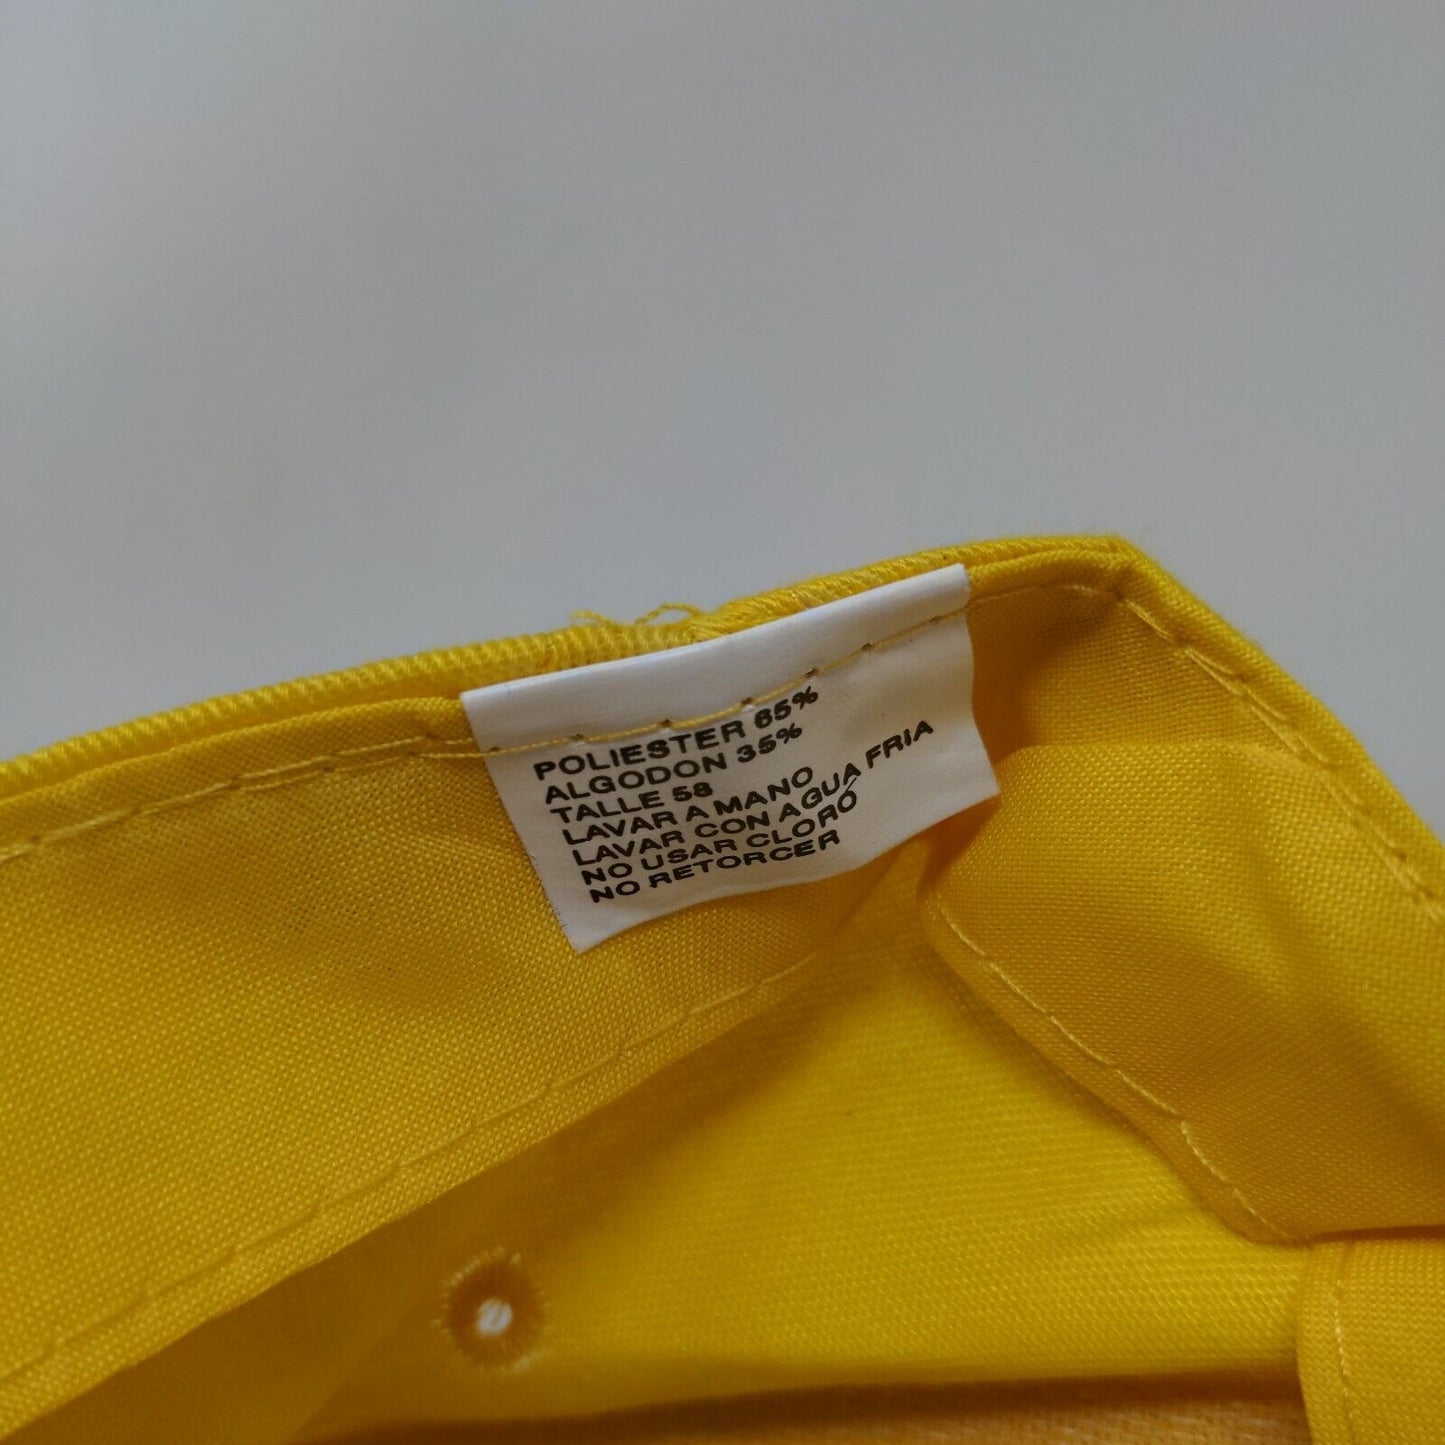 POLIESTER 65%
ALGODON 35%
TALLE 58
LAVAR A MANO
LAVAR CON AGUA FRIA
NO USAR CLORO
NO RETORCER